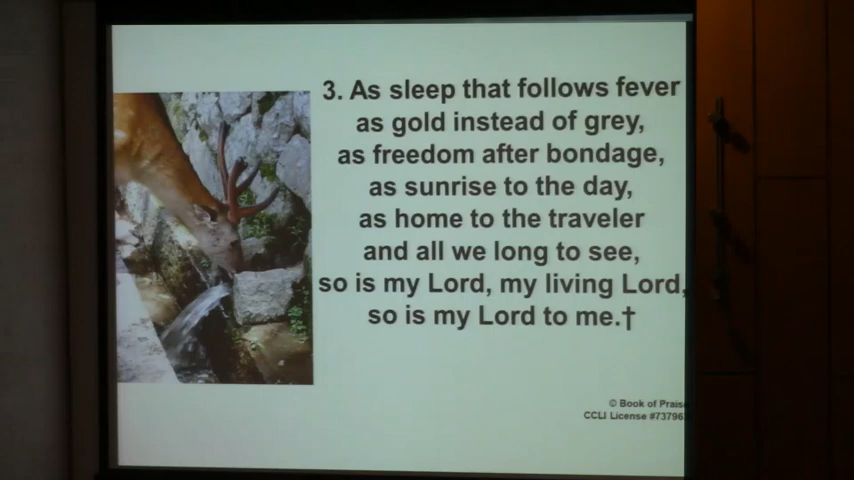 3. As sleep that follows fever
as gold instead of grey,
as freedom after bondage,
as sunrise to the day,
as home to the traveler
and all we long to see,
so is my Lord, my living Lord,
so is my Lord to me.†
© Book of Praise
CCLI License #73796